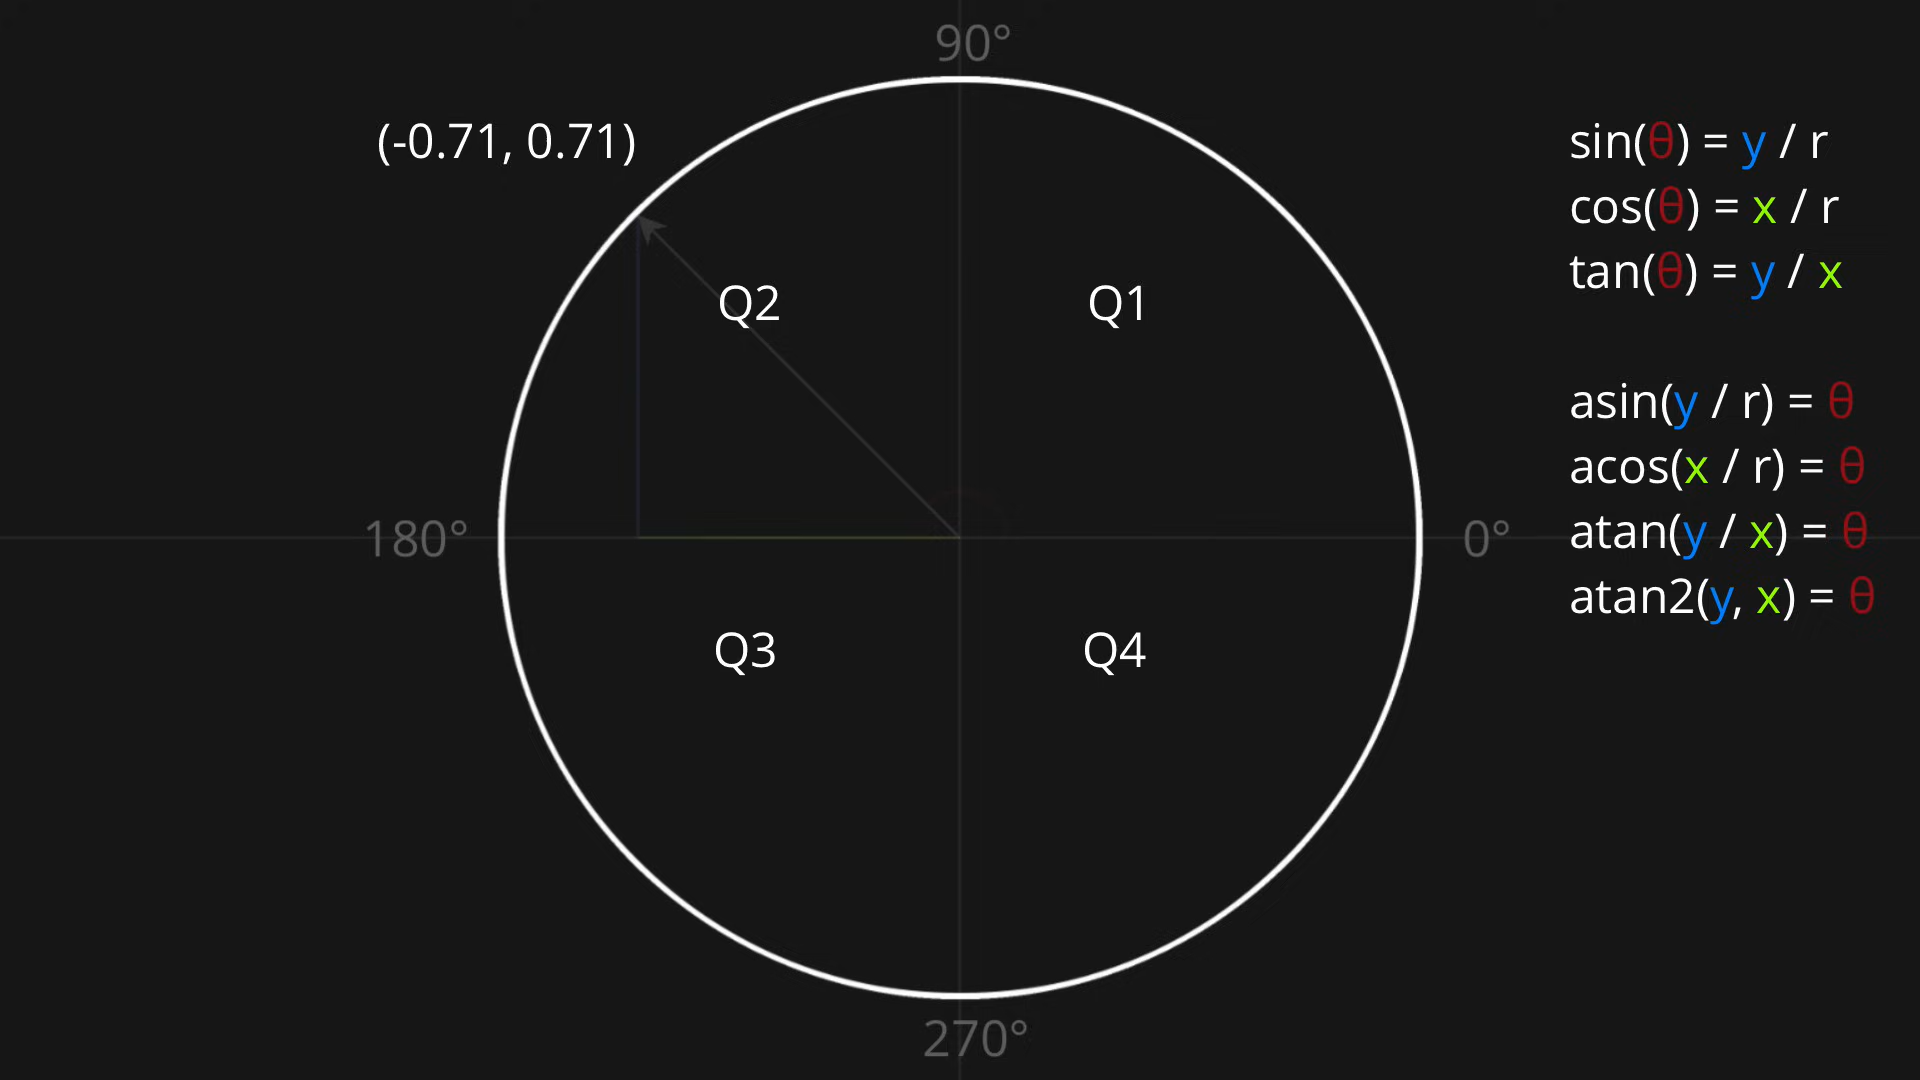 90°
(-0.71, 0.71)
Q2
Q1
180°
0°
Q3
Q4
270°
sin(θ) = y / r
cos(θ) = x / r
tan(θ) = y / x
asin(y / r) = θ
acos(x / r) = θ
atan(y / x) = θ
atan2(y, x) = θ